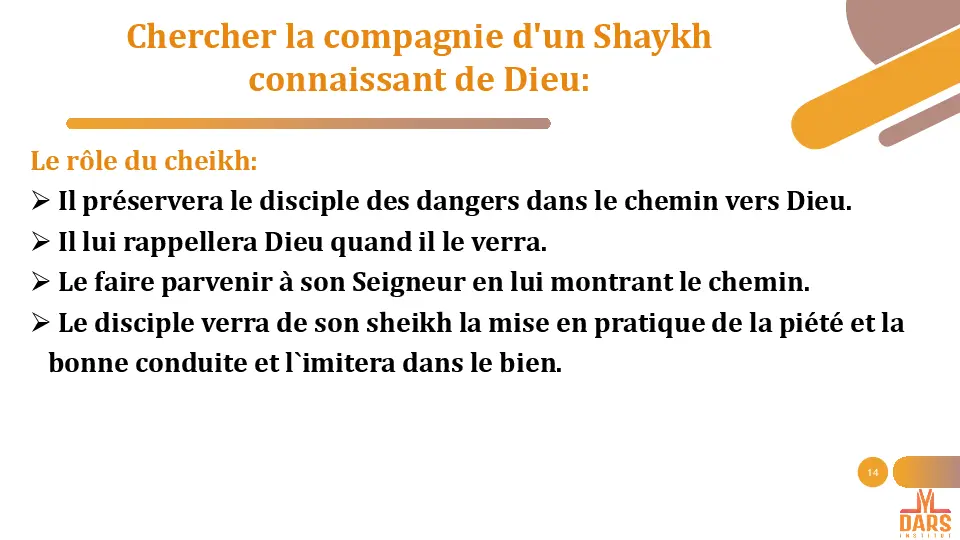 Chercher la compagnie d'un Shaykh
connaissant de Dieu:
Le rôle du cheikh:
➢ Il préservera le disciple des dangers dans le chemin vers Dieu.
➢ Il lui rappellera Dieu quand il le verra.
➢ Le faire parvenir à son Seigneur en lui montrant le chemin.
➢ Le disciple verra de son sheikh la mise en pratique de la piété et la
bonne conduite et l`imitera dans le bien.
14
DARS
INSTITUT